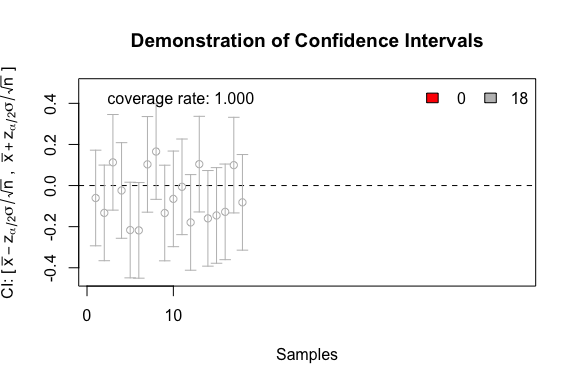 Demonstration of Confidence Intervals
CI: [ x̅ − zα/2σ/√n , x̅ + zα/2σ/√n ]
coverage rate: 1.000
0 18
0.4
0.2
0.0
-0.2
-0.4
0 10
Samples